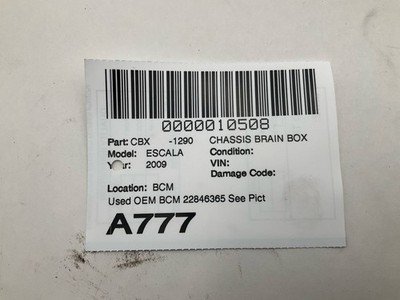 0000010508
Part: CBX -1290 CHASSIS BRAIN BOX
Model: ESCALA Condition:
Year: 2009 VIN:
Damage Code:
Location: BCM
Used OEM BCM 22846365 See Pict
A777